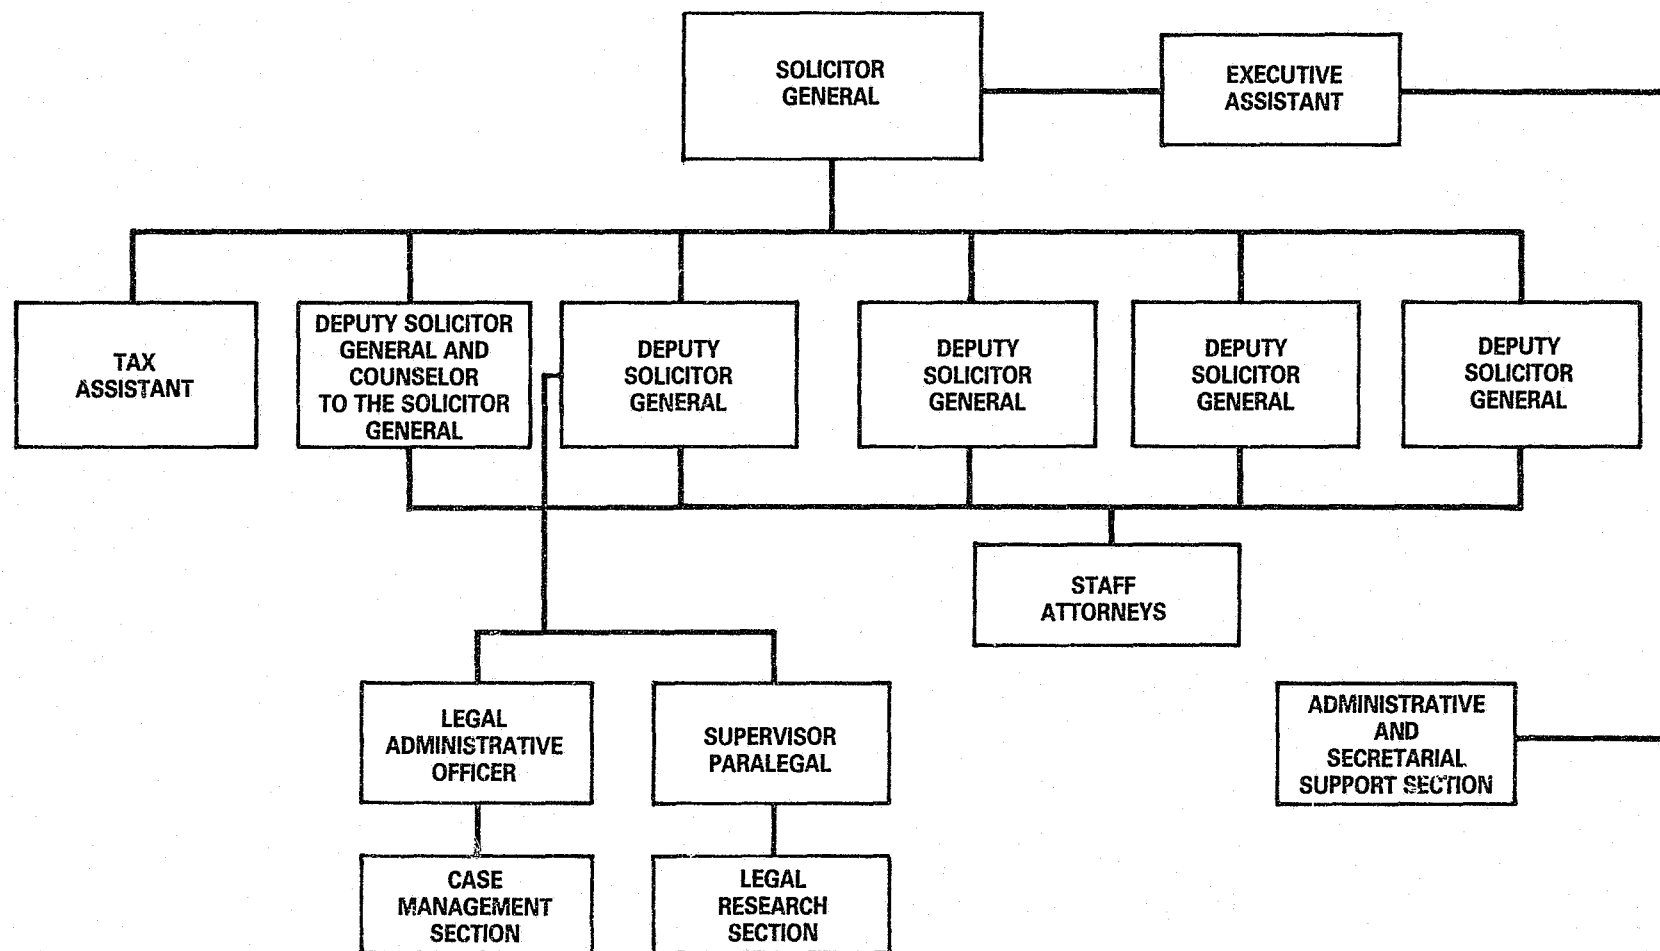 SOLICITOR
GENERAL
EXECUTIVE
ASSISTANT
TAX
ASSISTANT
DEPUTY SOLICITOR
GENERAL AND
COUNSELOR
TO THE SOLICITOR
GENERAL
DEPUTY
SOLICITOR
GENERAL
DEPUTY
SOLICITOR
GENERAL
DEPUTY
SOLICITOR
GENERAL
DEPUTY
SOLICITOR
GENERAL
STAFF
ATTORNEYS
LEGAL
ADMINISTRATIVE
OFFICER
SUPERVISOR
PARALEGAL
ADMINISTRATIVE
AND
SECRETARIAL
SUPPORT SECTION
CASE
MANAGEMENT
SECTION
LEGAL
RESEARCH
SECTION